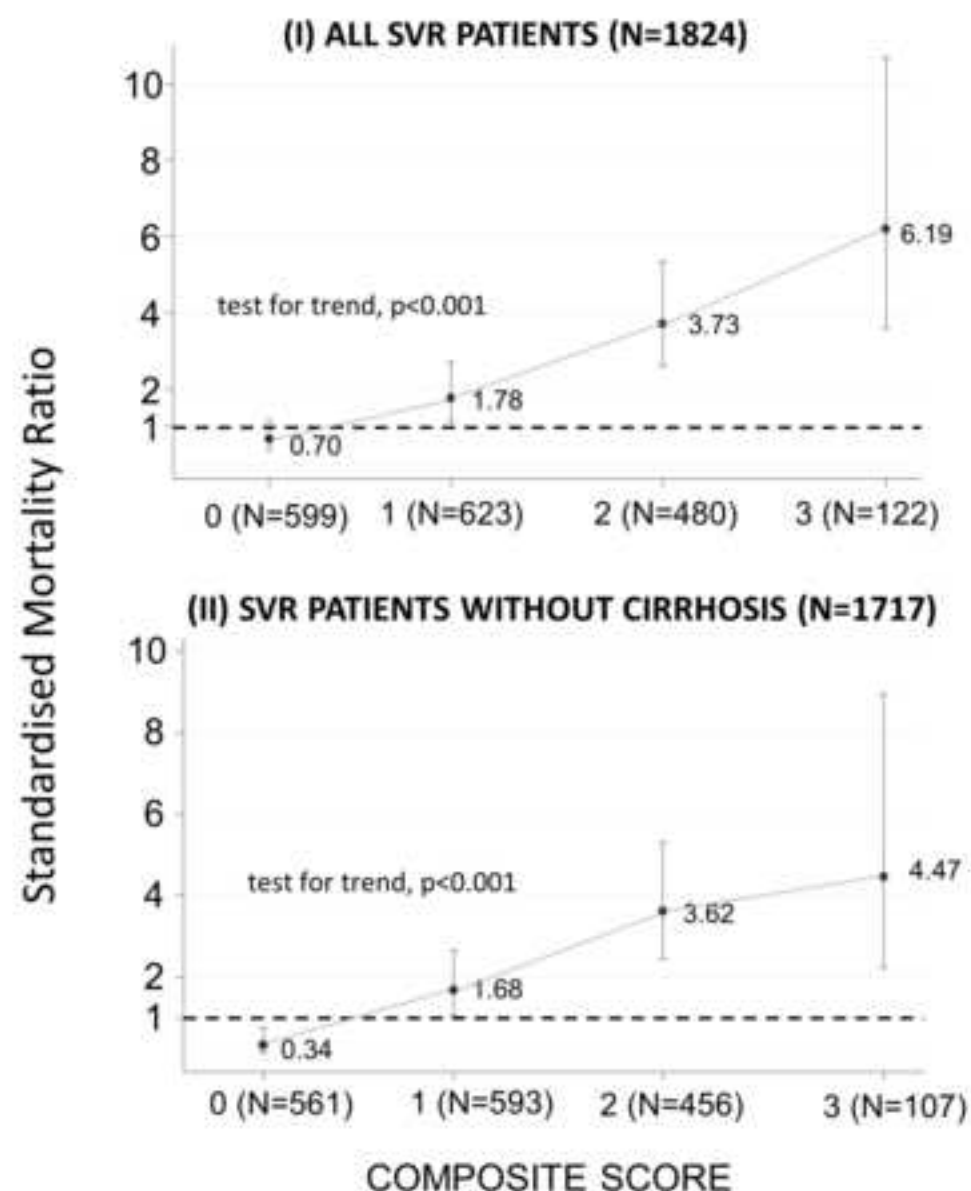 (I) ALL SVR PATIENTS (N=1824)
10
8
6
4
2
1
6.19
test for trend, p<0.001
3.73
1.78
0.70
0 (N=599) 1 (N=623) 2 (N=480) 3 (N=122)
Standardised Mortality Ratio
(II) SVR PATIENTS WITHOUT CIRRHOSIS (N=1717)
10
8
6
4
2
1
4.47
test for trend, p<0.001
3.62
1.68
0.34
0 (N=561) 1 (N=593) 2 (N=456) 3 (N=107)
COMPOSITE SCORE